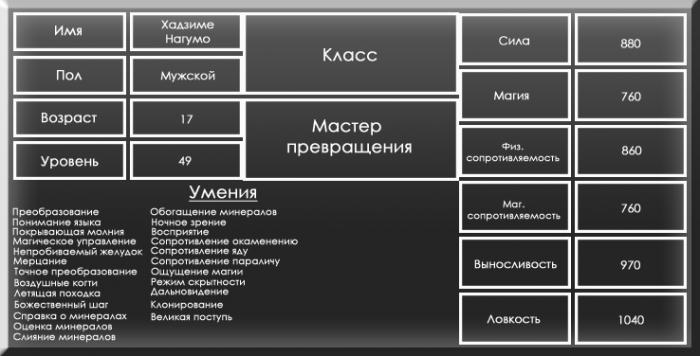 Имя
Хадзиме
Нагумо
Пол
Мужской
Возраст
17
Уровень
49
Класс
Мастер
превращения
Сила
880
Магия
760
Физ.
сопротивляемость
860
Маг.
сопротивляемость
760
Выносливость
970
Ловкость
1040
Умения
Преобразование
Понимание языка
Покрывающая молния
Магическое управление
Непробиваемый желудок
Мерцание
Точное преобразование
Воздушные когти
Летящая походка
Божественный шаг
Справка о минералах
Оценка минералов
Слияние минералов
Обогащение минералов
Ночное зрение
Восприятие
Сопротивление окаменению
Сопротивление яду
Сопротивление параличу
Ощущение магии
Режим скрытности
Дальновидение
Клонирование
Великая поступь